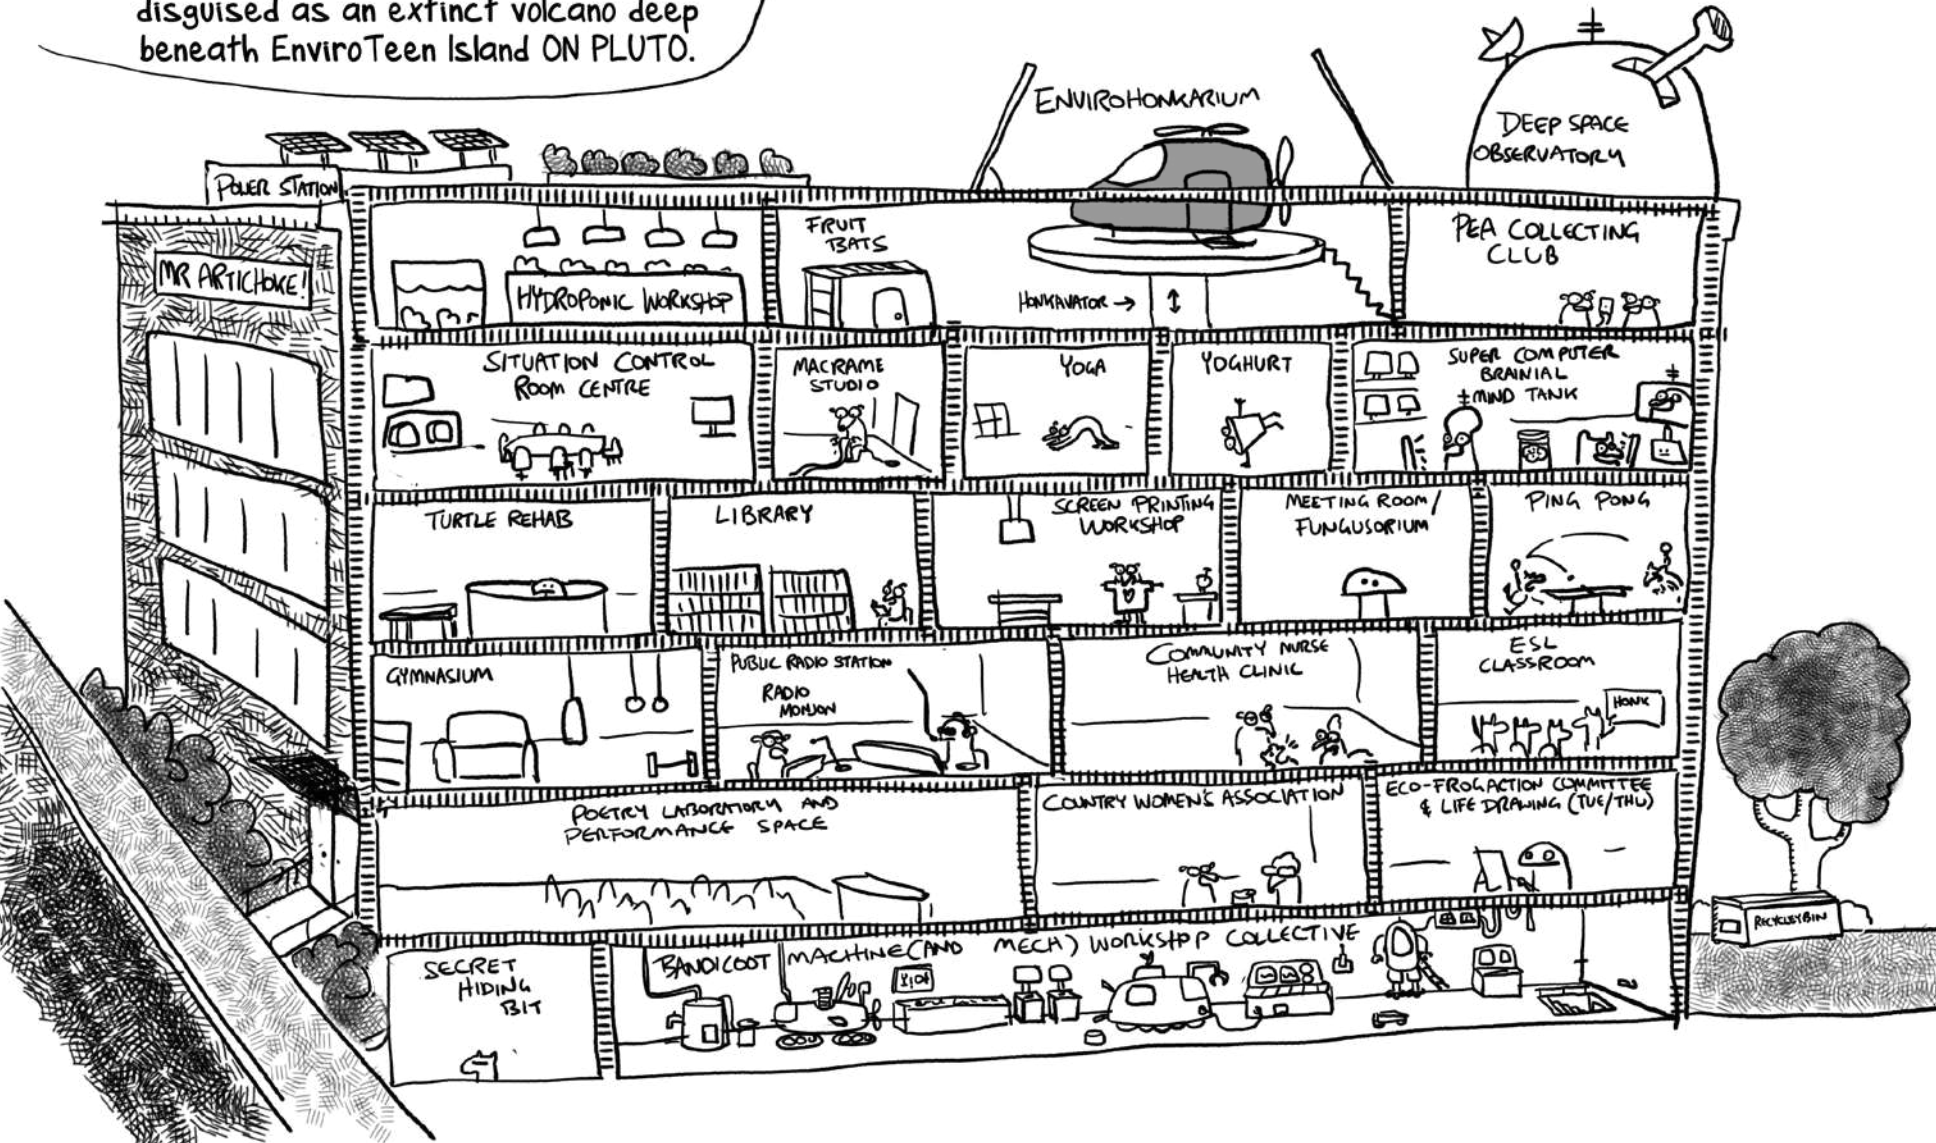 disguised as an extinct volcano deep
beneath EnviroTeen Island ON PLUTO.
ENVIROHONKARIUM
DEEP SPACE
OBSERVATORY
POWER STATION
MR ARTICHOKE!
HYDROPONIC WORKSHOP
FRUIT
BATS
HONKAVATOR →
PEA COLLECTING
CLUB
SITUATION CONTROL
ROOM CENTRE
MACRAME
STUDIO
YOGA
YOGHURT
SUPER COMPUTER
BRAINIAL
MIND TANK
TURTLE REHAB
LIBRARY
SCREEN PRINTING
WORKSHOP
MEETING ROOM /
FUNGUSORIUM
PING PONG
GYMNASIUM
PUBLIC RADIO STATION
RADIO
MONJON
COMMUNITY NURSE
HEALTH CLINIC
ESL
CLASSROOM
HONK
POETRY LABORATORY AND
PERFORMANCE SPACE
COUNTRY WOMEN'S ASSOCIATION
ECO-FROG ACTION COMMITTEE
& LIFE DRAWING (TUE/THU)
SECRET
HIDING
BIT
BANDICOOT MACHINE (AND MECH) WORKSHOP COLLECTIVE
RECYCLEYBIN